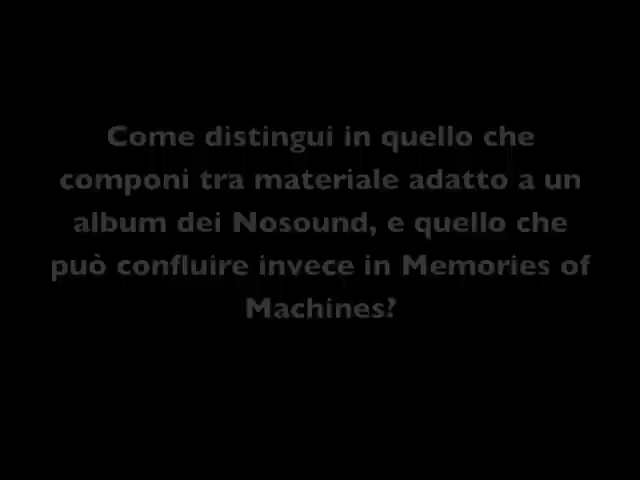 Come distingui in quello che
componi tra materiale adatto a un
album dei Nosound, e quello che
può confluire invece in Memories of
Machines?